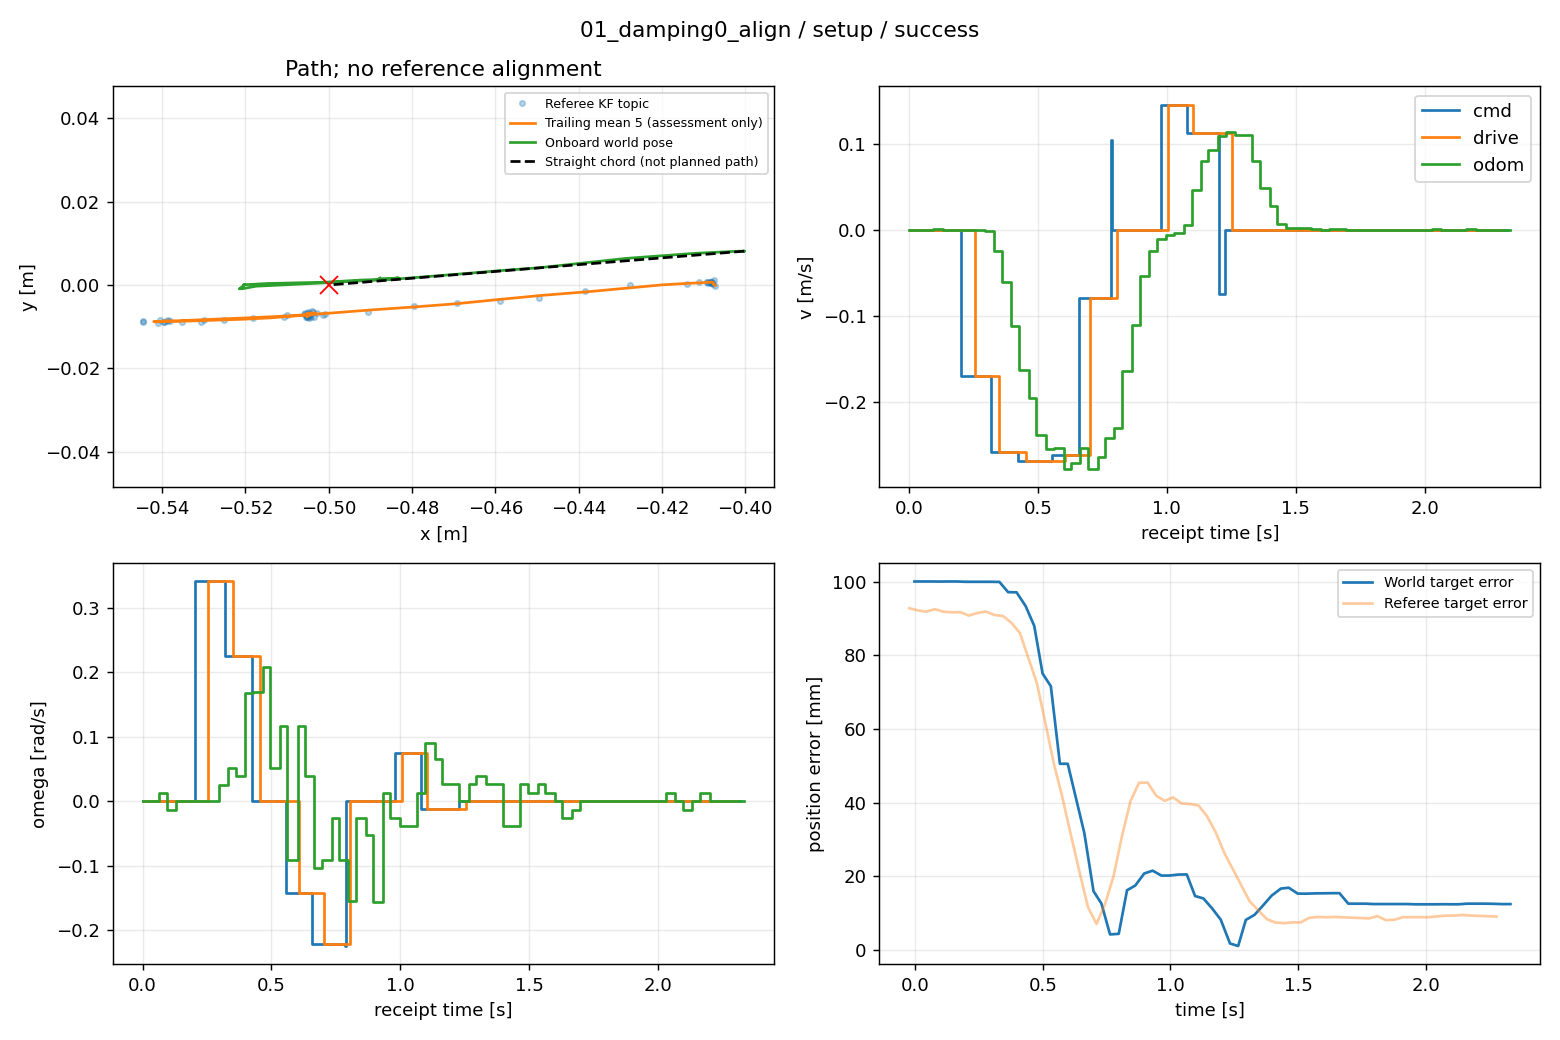 01_damping0_align / setup / success
Path; no reference alignment
Referee KF topic
Trailing mean 5 (assessment only)
Onboard world pose
Straight chord (not planned path)
y [m]
0.04
0.02
0.00
−0.02
−0.04
−0.54
−0.52
−0.50
−0.48
−0.46
−0.44
−0.42
−0.40
x [m]
cmd
drive
odom
v [m/s]
0.1
0.0
−0.1
−0.2
0.0
0.5
1.0
1.5
2.0
receipt time [s]
omega [rad/s]
0.3
0.2
0.1
0.0
−0.1
−0.2
0.0
0.5
1.0
1.5
2.0
receipt time [s]
World target error
Referee target error
position error [mm]
100
80
60
40
20
0
0.0
0.5
1.0
1.5
2.0
time [s]